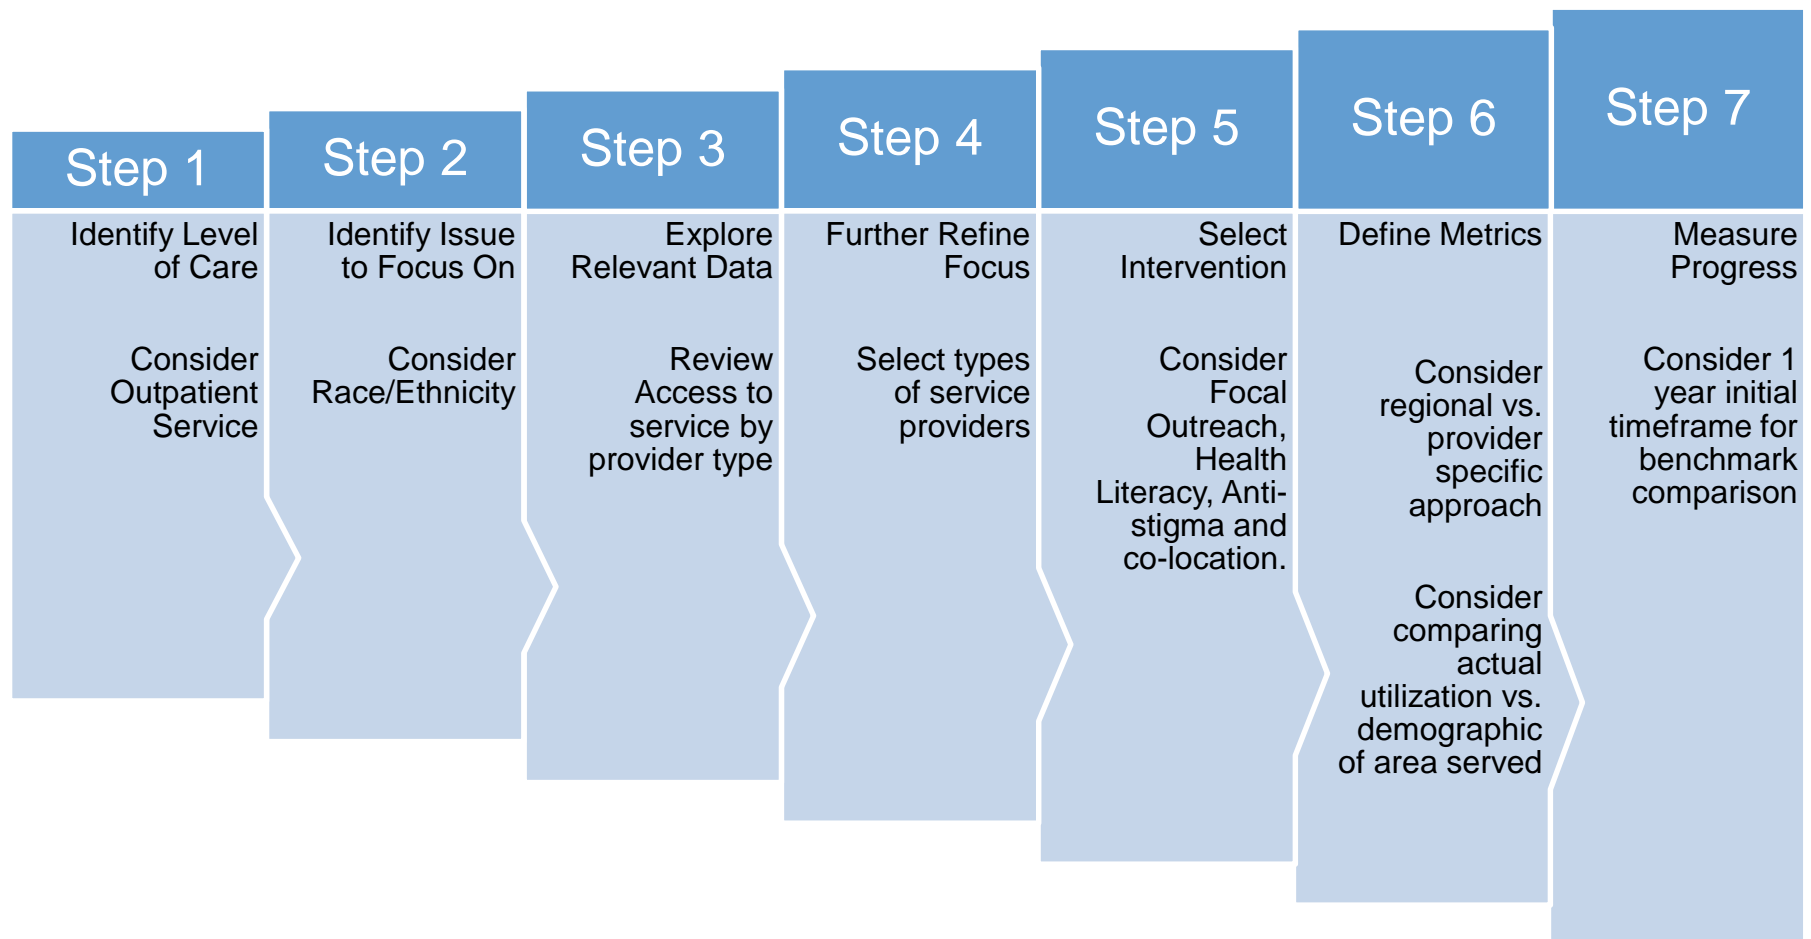 Step 1
Identify Level
of Care
Consider
Outpatient
Service
Step 2
Identify Issue
to Focus On
Consider
Race/Ethnicity
Step 3
Explore
Relevant Data
Review
Access to
service by
provider type
Step 4
Further Refine
Focus
Select types
of service
providers
Step 5
Select
Intervention
Consider
Focal
Outreach,
Health
Literacy, Anti-
stigma and
co-location.
Step 6
Define Metrics
Consider
regional vs.
provider
specific
approach
Consider
comparing
actual
utilization vs.
demographic
of area served
Step 7
Measure
Progress
Consider 1
year initial
timeframe for
benchmark
comparison